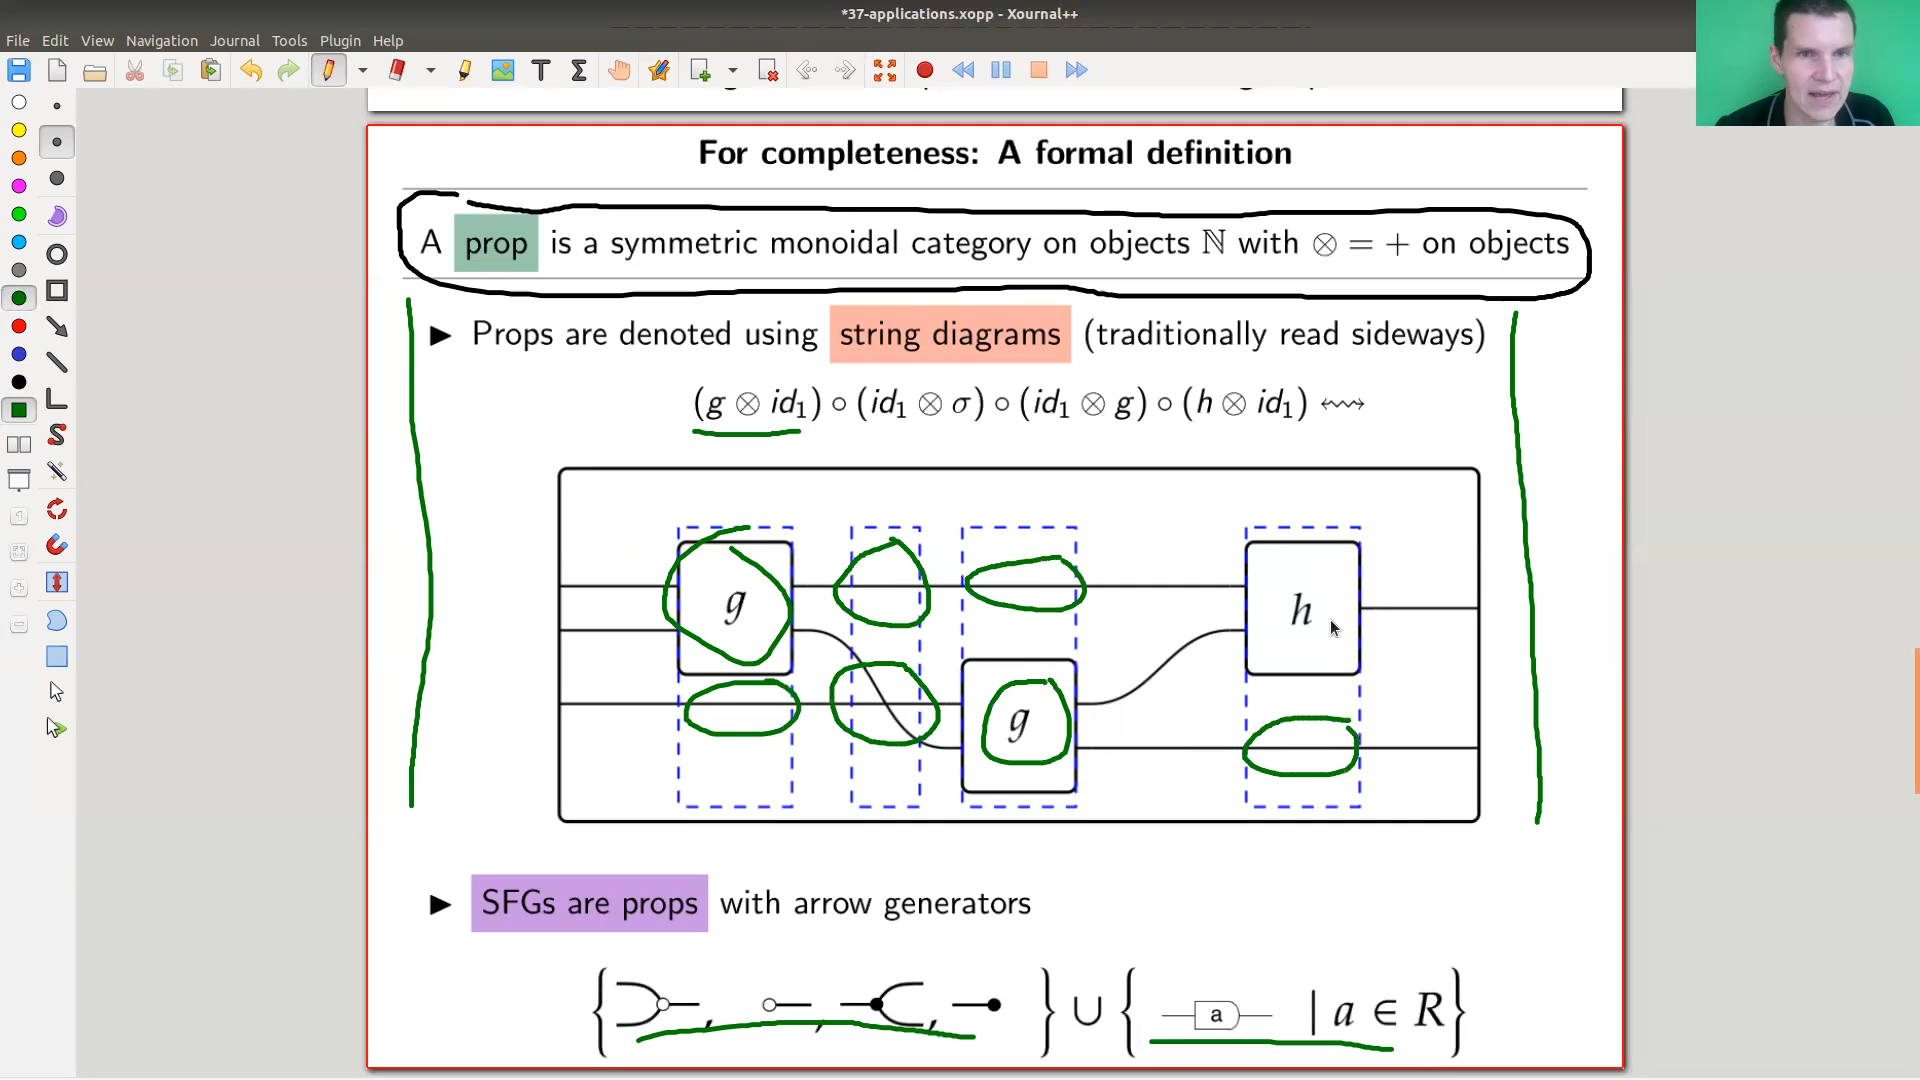 *37-applications.xopp - Xournal++
File Edit View Navigation Journal Tools Plugin Help
For completeness: A formal definition
A prop is a symmetric monoidal category on objects ℕ with ⊗ = + on objects
▶ Props are denoted using string diagrams (traditionally read sideways)
(g ⊗ id₁) ∘ (id₁ ⊗ σ) ∘ (id₁ ⊗ g) ∘ (h ⊗ id₁) ↭
g
h
g
▶ SFGs are props with arrow generators
{ , , , } ∪ { a | a ∈ R}